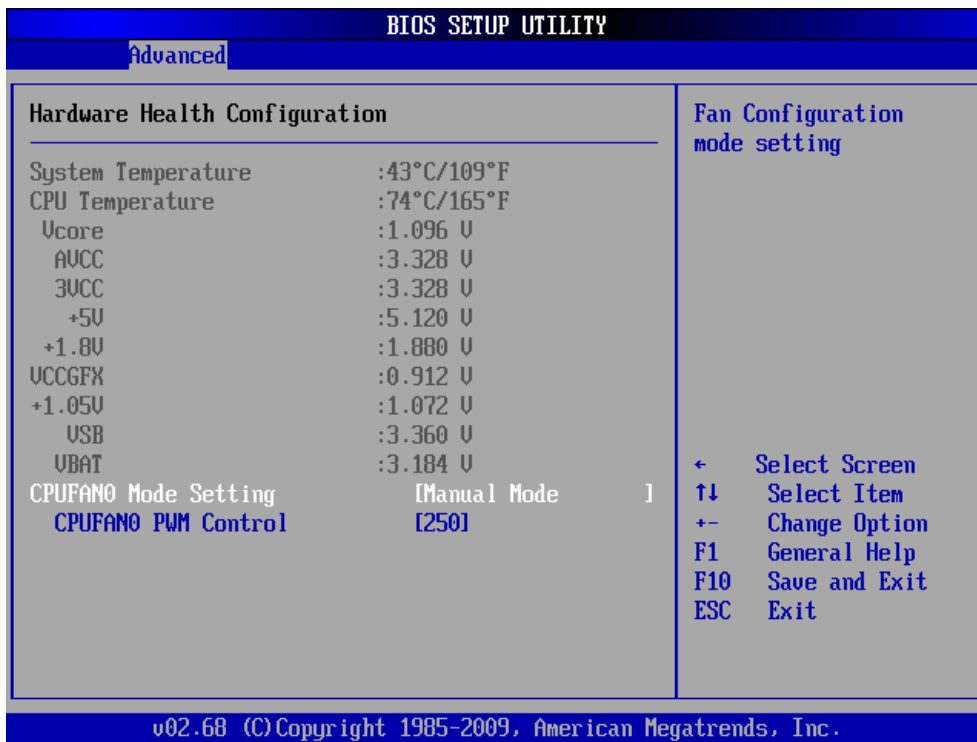 BIOS SETUP UTILITY
Advanced
Hardware Health Configuration
System Temperature :43°C/109°F
CPU Temperature :74°C/165°F
Vcore :1.096 V
AVCC :3.328 V
3VCC :3.328 V
+5V :5.120 V
+1.8V :1.880 V
VCCGFX :0.912 V
+1.05V :1.072 V
VSB :3.360 V
VBAT :3.184 V
CPUFAN0 Mode Setting [Manual Mode ]
CPUFAN0 PWM Control [250]
Fan Configuration
mode setting
← Select Screen
↑↓ Select Item
+- Change Option
F1 General Help
F10 Save and Exit
ESC Exit
v02.68 (C)Copyright 1985-2009, American Megatrends, Inc.